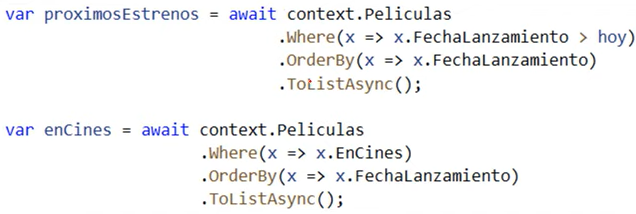 var proximosEstrenos = await context.Peliculas
.Where(x => x.FechaLanzamiento > hoy)
.OrderBy(x => x.FechaLanzamiento)
.ToListAsync();
var enCines = await context.Peliculas
.Where(x => x.EnCines)
.OrderBy(x => x.FechaLanzamiento)
.ToListAsync();